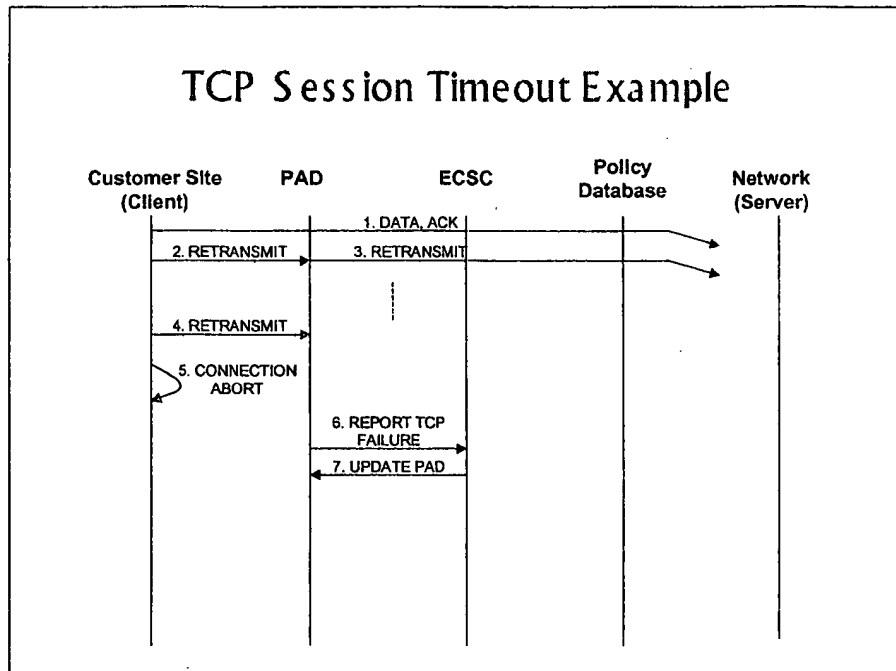 TCP Session Timeout Example
Customer Site
(Client)
PAD
ECSC
Policy
Database
Network
(Server)
1. DATA, ACK
2. RETRANSMIT
3. RETRANSMIT
4. RETRANSMIT
5. CONNECTION
ABORT
6. REPORT TCP
FAILURE
7. UPDATE PAD